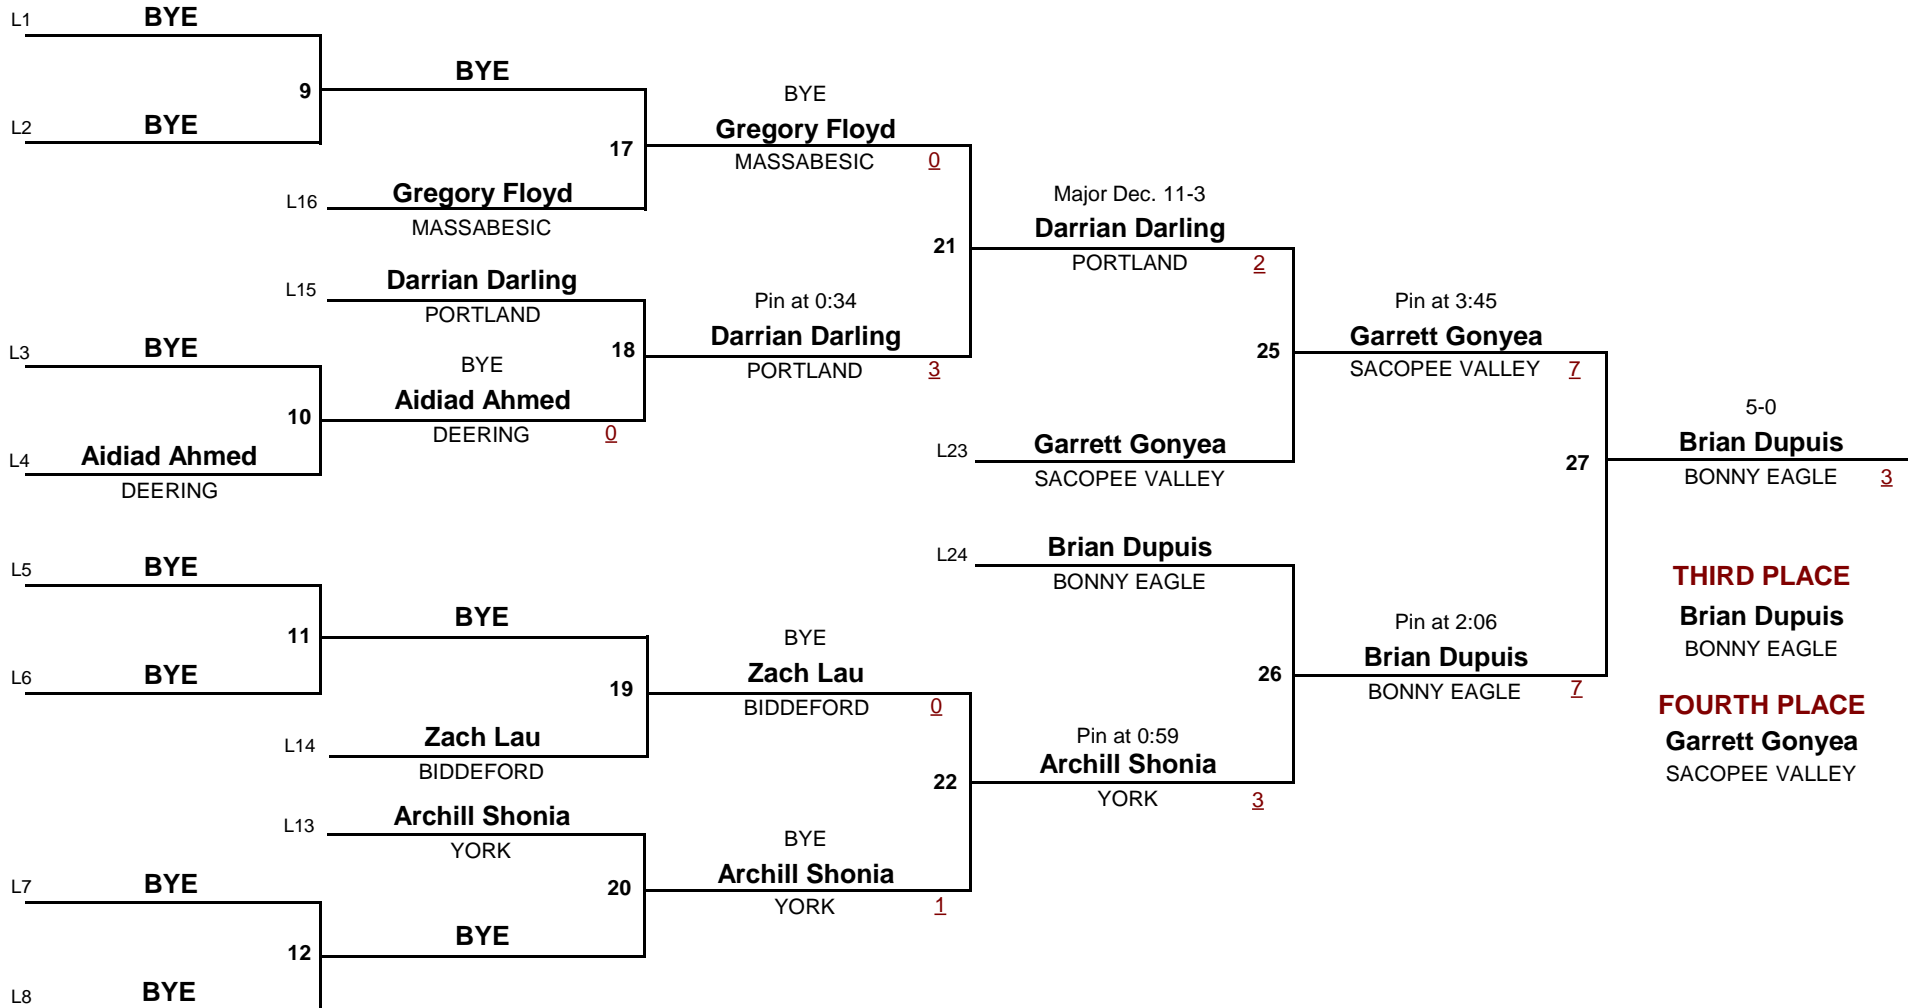 L1
BYE
9
BYE
L2
BYE
17
BYE
Gregory Floyd
MASSABESIC
0
L16
Gregory Floyd
MASSABESIC
21
Major Dec. 11-3
Darrian Darling
PORTLAND
2
L15
Darrian Darling
PORTLAND
18
Pin at 0:34
Darrian Darling
PORTLAND
3
L3
BYE
10
BYE
Aidiad Ahmed
DEERING
0
L4
Aidiad Ahmed
DEERING
25
Pin at 3:45
Garrett Gonyea
SACOPEE VALLEY
7
L23
Garrett Gonyea
SACOPEE VALLEY
27
5-0
Brian Dupuis
BONNY EAGLE
3
L5
BYE
11
BYE
L6
BYE
19
BYE
Zach Lau
BIDDEFORD
0
L14
Zach Lau
BIDDEFORD
L24
Brian Dupuis
BONNY EAGLE
26
Pin at 2:06
Brian Dupuis
BONNY EAGLE
7
22
Pin at 0:59
Archill Shonia
YORK
3
L13
Archill Shonia
YORK
20
BYE
Archill Shonia
YORK
1
L7
BYE
12
BYE
L8
BYE
THIRD PLACE
Brian Dupuis
BONNY EAGLE
FOURTH PLACE
Garrett Gonyea
SACOPEE VALLEY